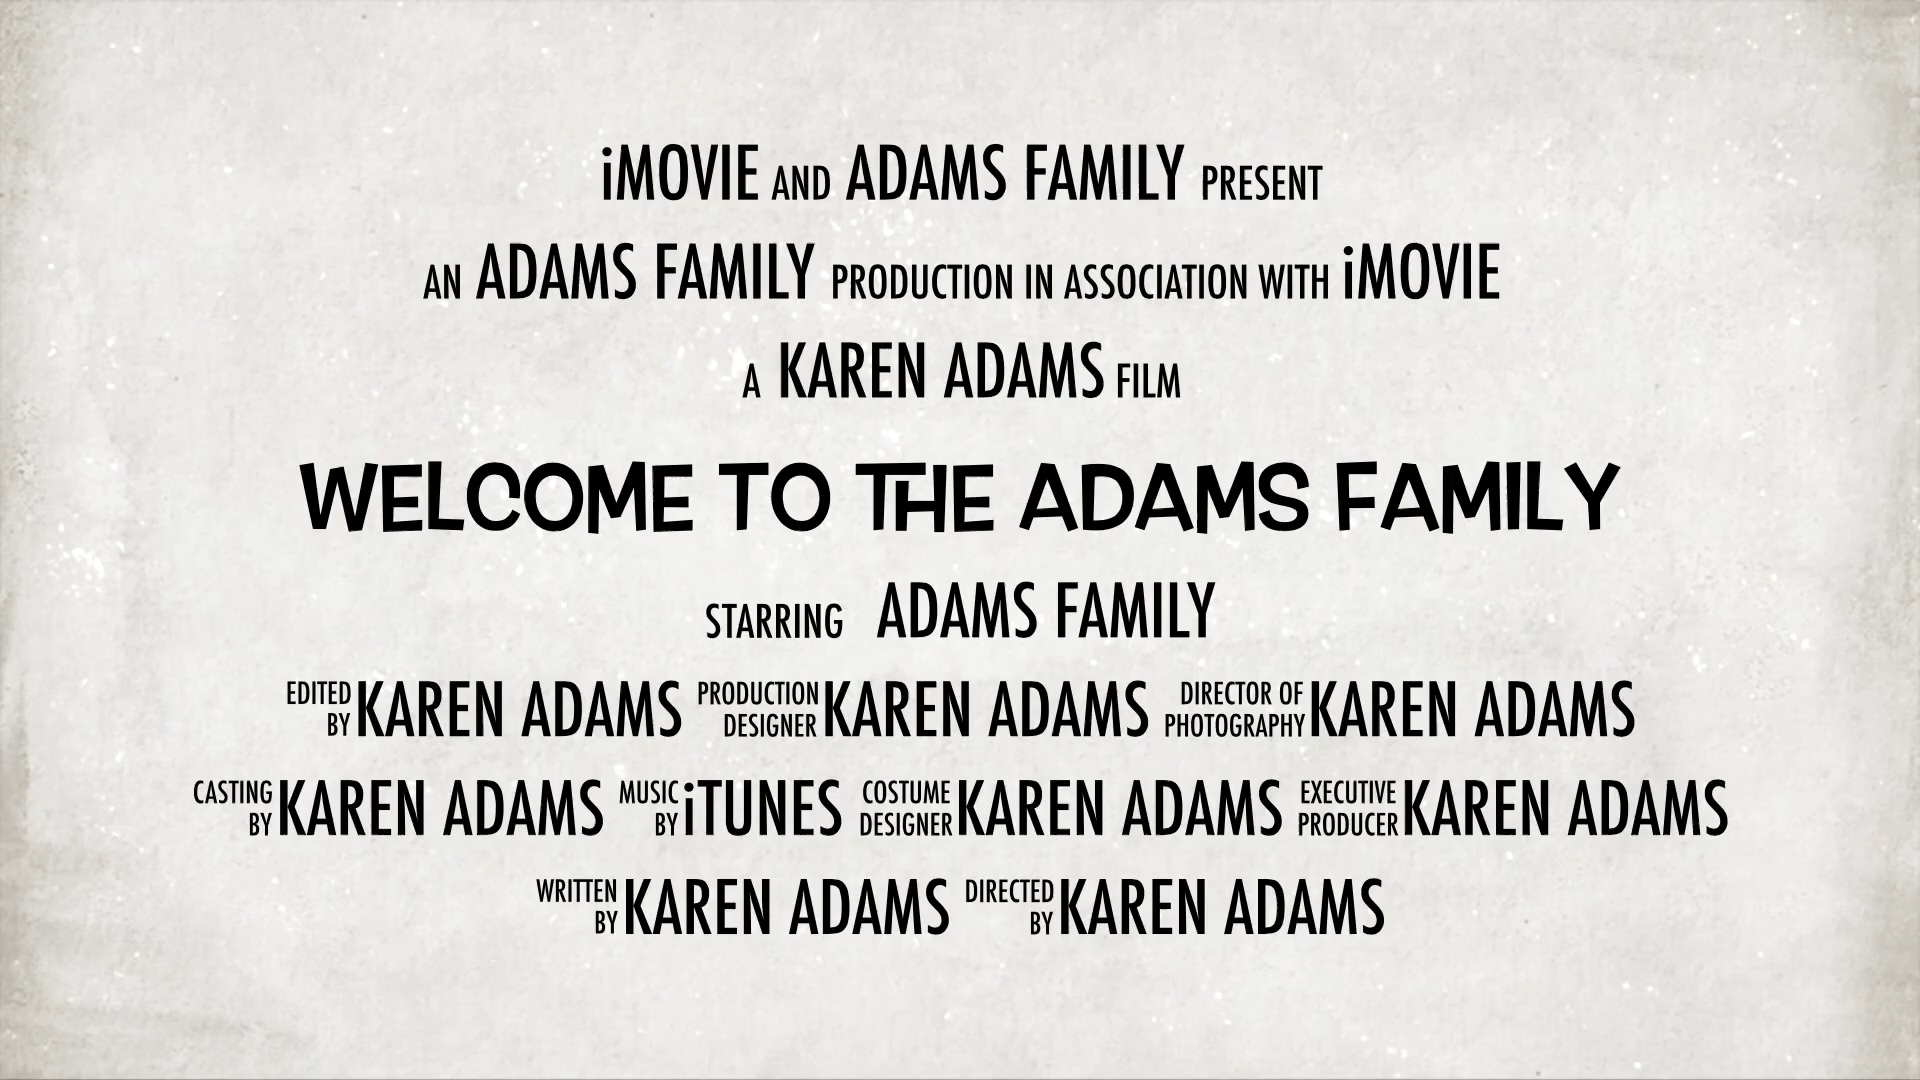 iMOVIE AND ADAMS FAMILY PRESENT
AN ADAMS FAMILY PRODUCTION IN ASSOCIATION WITH iMOVIE
A KAREN ADAMS FILM
WELCOME TO THE ADAMS FAMILY
STARRING ADAMS FAMILY
EDITED BY KAREN ADAMS PRODUCTION DESIGNER KAREN ADAMS DIRECTOR OF PHOTOGRAPHY KAREN ADAMS
CASTING BY KAREN ADAMS MUSIC BY iTUNES COSTUME DESIGNER KAREN ADAMS EXECUTIVE PRODUCER KAREN ADAMS
WRITTEN BY KAREN ADAMS DIRECTED BY KAREN ADAMS